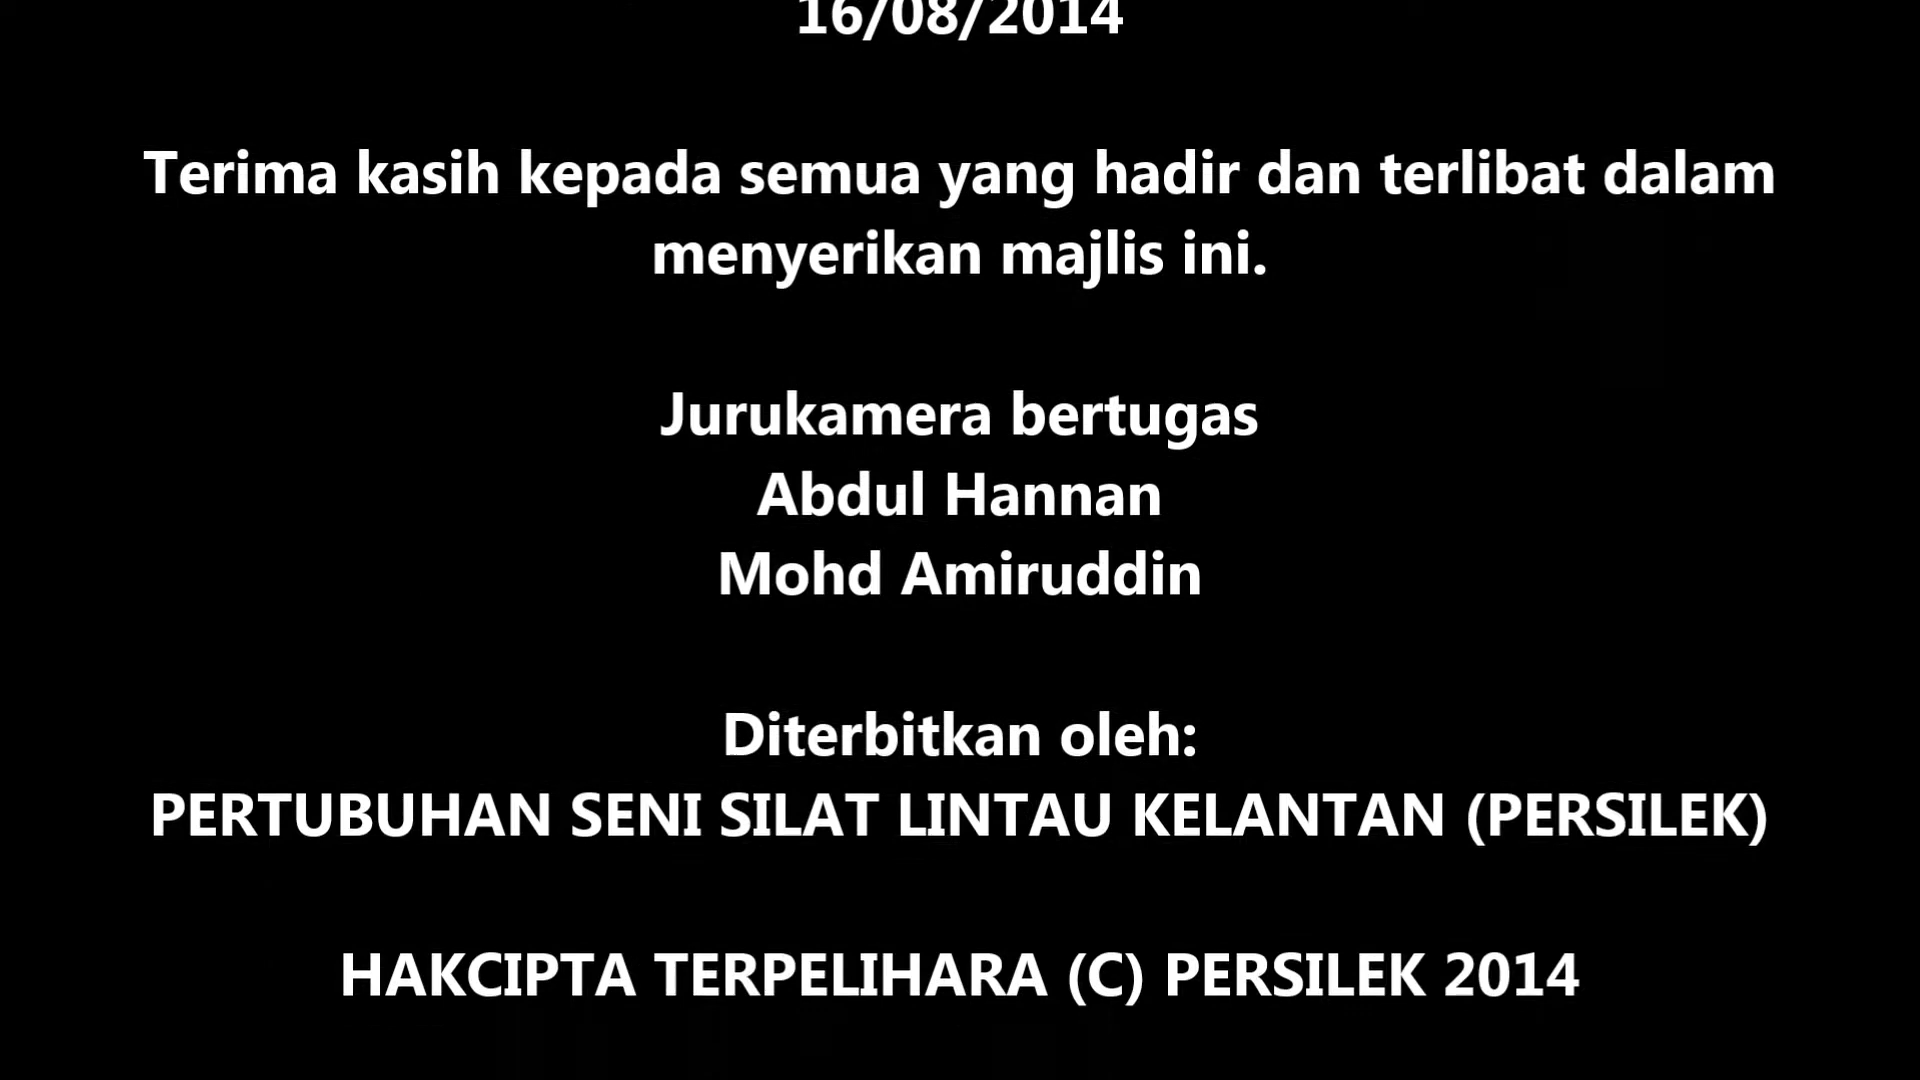 16/08/2014
Terima kasih kepada semua yang hadir dan terlibat dalam
menyerikan majlis ini.
Jurukamera bertugas
Abdul Hannan
Mohd Amiruddin
Diterbitkan oleh:
PERTUBUHAN SENI SILAT LINTAU KELANTAN (PERSILEK)
HAKCIPTA TERPELIHARA (C) PERSILEK 2014